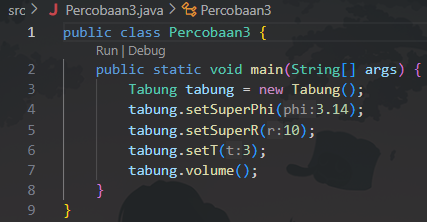 src > J Percobaan3.java > Percobaan3
1 public class Percobaan3 {
Run | Debug
2 public static void main(String[] args) {
3 Tabung tabung = new Tabung();
4 tabung.setSuperPhi(phi:3.14);
5 tabung.setSuperR(r:10);
6 tabung.setT(t:3);
7 tabung.volume();
8 }
9 }